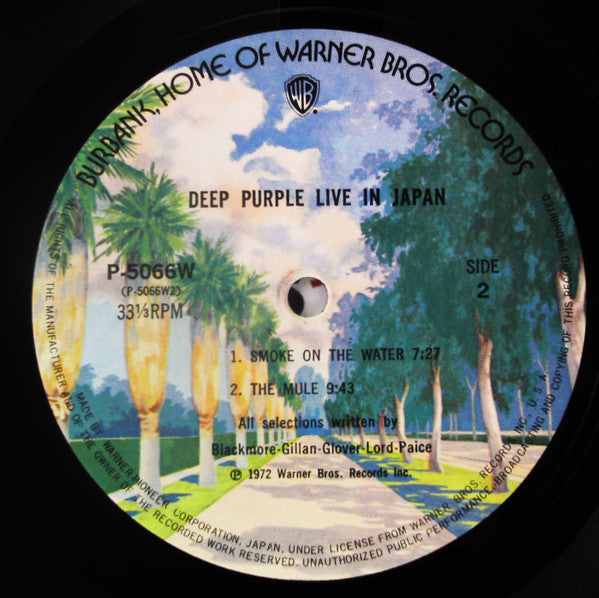 BURBANK, HOME OF WARNER BROS. RECORDS
WB
DEEP PURPLE LIVE IN JAPAN
P-5066W
(P-5066W2)
33⅓RPM
SIDE
2
1. SMOKE ON THE WATER 7:27
2. THE MULE 9:43
All selections written by
Blackmore-Gillan-Glover-Lord-Paice
Ⓟ 1972 Warner Bros. Records Inc.
MADE BY WARNER-PIONEER CORPORATION, JAPAN, UNDER LICENSE FROM WARNER BROS RECORD INC, U.S.A.
ALL RIGHTS OF THE MANUFACTURER AND OF THE OWNER OF THE RECORDED WORK RESERVED. UNAUTHORIZED PUBLIC PERFORMANCE, BROADCASTING AND COPYING OF THIS RECORD PROHIBITED